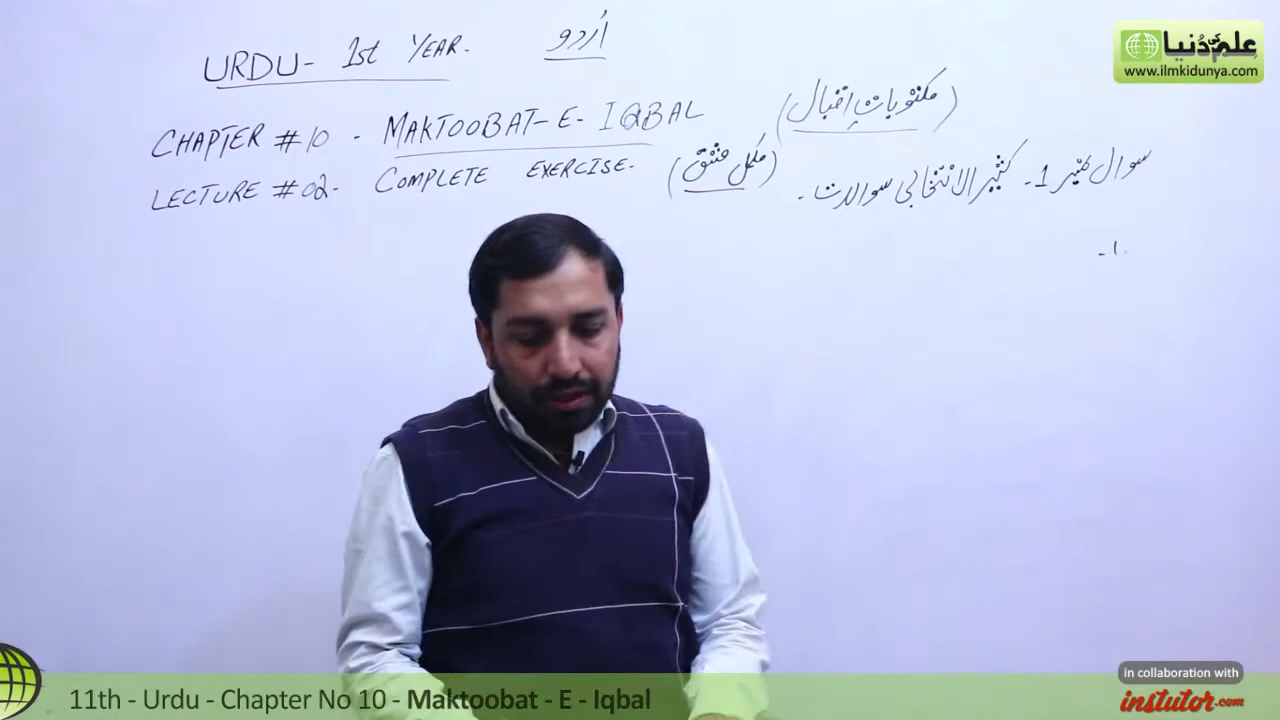 URDU- 1st YEAR. اُردو
CHAPTER #10 - MAKTOOBAT-E-IQBAL (مکتوباتِ اقبال)
LECTURE #02- COMPLETE EXERCISE- (مکمل مشق)
سوال نمبر 1- کثیر الانتخابی سوالات -
1-
علم کی دُنیا
www.ilmkidunya.com
In collaboration with
instutor.com
11th - Urdu - Chapter No 10 - Maktoobat - E - Iqbal